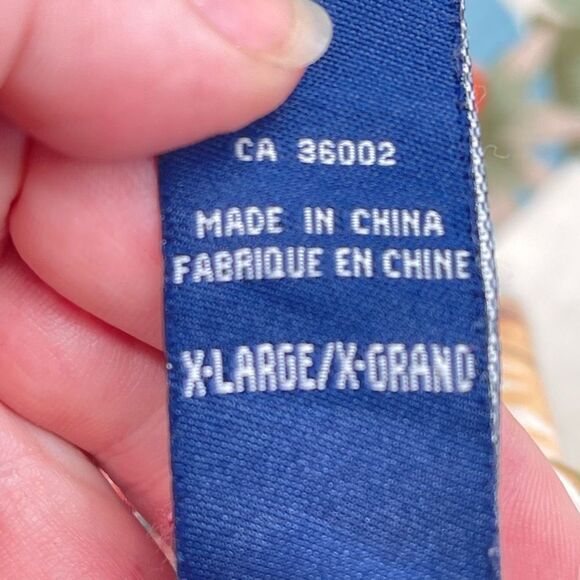 CA 36002
MADE IN CHINA
FABRIQUE EN CHINE
X-LARGE/X-GRAND